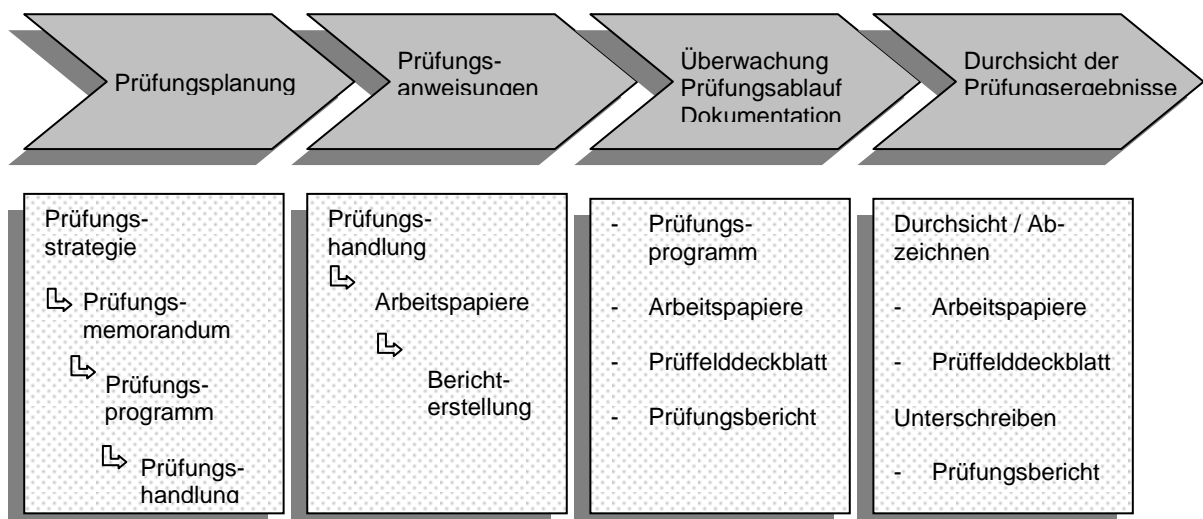 Prüfungsplanung
Prüfungs-
anweisungen
Überwachung
Prüfungsablauf
Dokumentation
Durchsicht der
Prüfungsergebnisse
Prüfungs-
strategie
Prüfungs-
memorandum
Prüfungs-
programm
Prüfungs-
handlung
Prüfungs-
handlung
Arbeitspapiere
Bericht-
erstellung
- Prüfungs-
programm
- Arbeitspapiere
- Prüffelddeckblatt
- Prüfungsbericht
Durchsicht / Ab-
zeichnen
- Arbeitspapiere
- Prüffelddeckblatt
Unterschreiben
- Prüfungsbericht